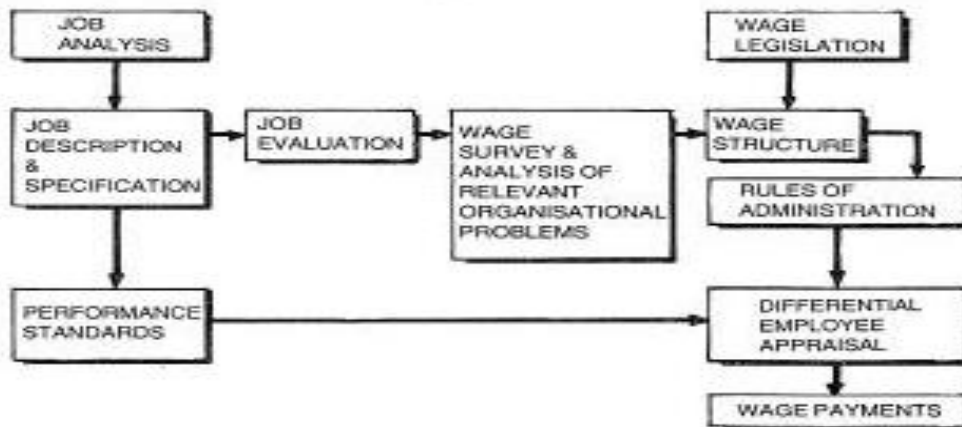 JOB
ANALYSIS
WAGE
LEGISLATION
JOB
DESCRIPTION
&
SPECIFICATION
JOB
EVALUATION
WAGE
SURVEY &
ANALYSIS OF
RELEVANT
ORGANISATIONAL
PROBLEMS
WAGE
STRUCTURE
RULES OF
ADMINISTRATION
PERFORMANCE
STANDARDS
DIFFERENTIAL
EMPLOYEE
APPRAISAL
WAGE PAYMENTS